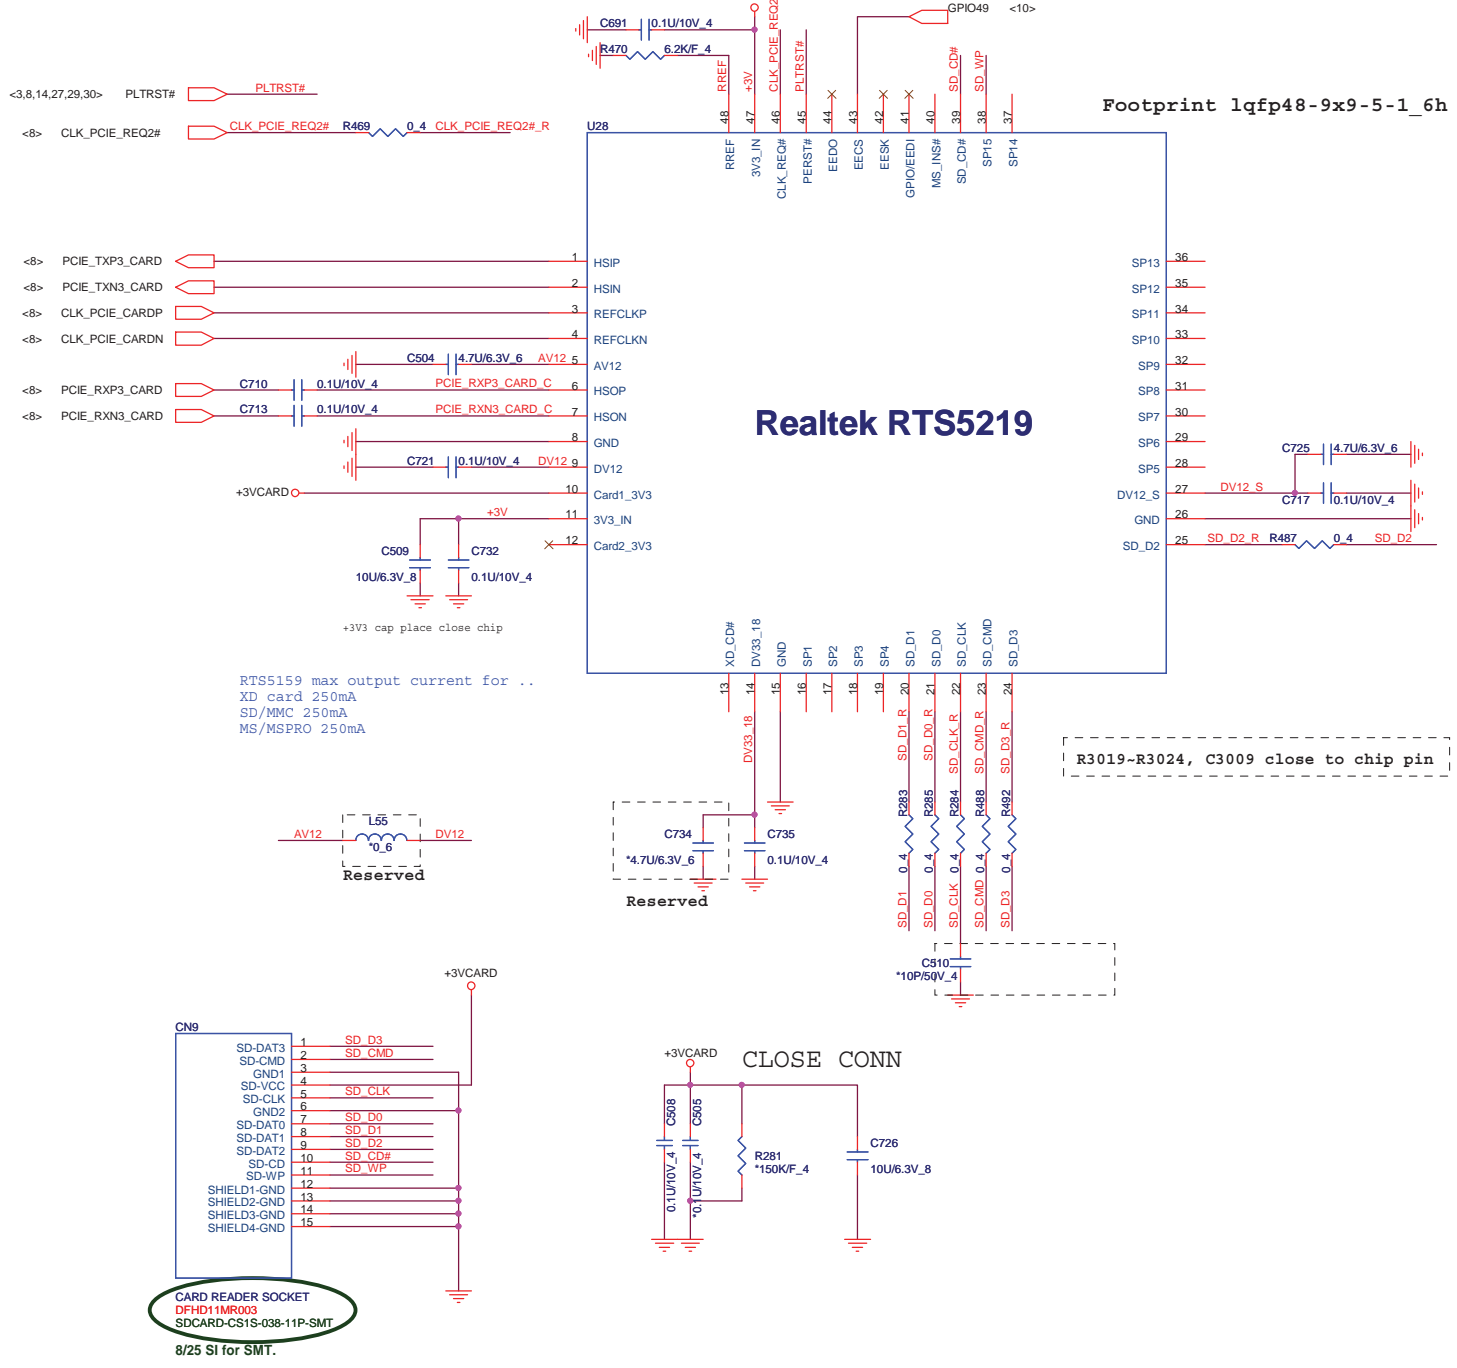 C691 0.1U/10V_4
R470 6.2K/F_4
RREF
+3V
CLK_PCIE_REQ2
PLTRST#
GPIO49 <10>
SD_CD#
SD_WP
<3,8,14,27,29,30> PLTRST# PLTRST#
<8> CLK_PCIE_REQ2# CLK_PCIE_REQ2# R469 0_4 CLK_PCIE_REQ2#_R
Footprint lqfp48-9x9-5-1_6h
U28
48 47 46 45 44 43 42 41 40 39 38 37
RREF
3V3_IN
CLK_REQ#
PERST#
EEDO
EECS
EESK
GPIO/EEDI
MS_INS#
SD_CD#
SP15
SP14
<8> PCIE_TXP3_CARD 1 HSIP
<8> PCIE_TXN3_CARD 2 HSIN
<8> CLK_PCIE_CARDP 3 REFCLKP
<8> CLK_PCIE_CARDN 4 REFCLKN
C504 4.7U/6.3V_6 AV12 5 AV12
<8> PCIE_RXP3_CARD C710 0.1U/10V_4 PCIE_RXP3_CARD_C 6 HSOP
<8> PCIE_RXN3_CARD C713 0.1U/10V_4 PCIE_RXN3_CARD_C 7 HSON
8 GND
C721 0.1U/10V_4 DV12 9 DV12
+3VCARD 10 Card1_3V3
+3V 11 3V3_IN
12 Card2_3V3
Realtek RTS5219
SP13 36
SP12 35
SP11 34
SP10 33
SP9 32
SP8 31
SP7 30
SP6 29
SP5 28
DV12_S 27 DV12_S
GND 26
SD_D2 25 SD_D2_R R487 0_4 SD_D2
C725 4.7U/6.3V_6
C717 0.1U/10V_4
C509 10U/6.3V_8
C732 0.1U/10V_4
+3V3 cap place close chip
RTS5159 max output current for ..
XD card 250mA
SD/MMC 250mA
MS/MSPRO 250mA
XD_CD#
DV33_18
GND
SP1
SP2
SP3
SP4
SD_D1
SD_D0
SD_CLK
SD_CMD
SD_D3
13 14 15 16 17 18 19 20 21 22 23 24
DV33_18
SD_D1_R
SD_D0_R
SD_CLK_R
SD_CMD_R
SD_D3_R
R3019~R3024, C3009 close to chip pin
R283 R285 R284 R488 R492
0_4 0_4 0_4 0_4 0_4
SD_D1
SD_D0
SD_CLK
SD_CMD
SD_D3
AV12 L55 DV12
*0_6
Reserved
C734
*4.7U/6.3V_6
Reserved
C735
0.1U/10V_4
C510
*10P/50V_4
+3VCARD
CN9
SD-DAT3 1 SD_D3
SD-CMD 2 SD_CMD
GND1 3
SD-VCC 4
SD-CLK 5 SD_CLK
GND2 6
SD-DAT0 7 SD_D0
SD-DAT1 8 SD_D1
SD-DAT2 9 SD_D2
SD-CD 10 SD_CD#
SD-WP 11 SD_WP
SHIELD1-GND 12
SHIELD2-GND 13
SHIELD3-GND 14
SHIELD4-GND 15
CARD READER SOCKET
DFHD11MR003
SDCARD-CS1S-038-11P-SMT
8/25 SI for SMT.
+3VCARD
CLOSE CONN
C508
0.1U/10V_4
C505
*0.1U/10V_4
R281
*150K/F_4
C726
10U/6.3V_8